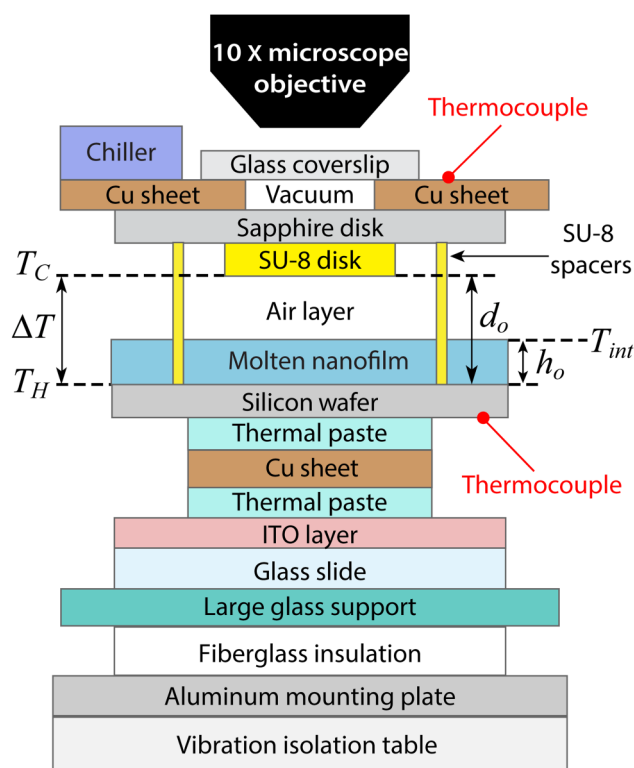 10 X microscope
objective
Thermocouple
Chiller
Glass coverslip
Cu sheet
Vacuum
Cu sheet
Sapphire disk
SU-8
spacers
T_C
SU-8 disk
Air layer
ΔT
d_o
T_int
Molten nanofilm
h_o
T_H
Silicon wafer
Thermal paste
Cu sheet
Thermocouple
Thermal paste
ITO layer
Glass slide
Large glass support
Fiberglass insulation
Aluminum mounting plate
Vibration isolation table